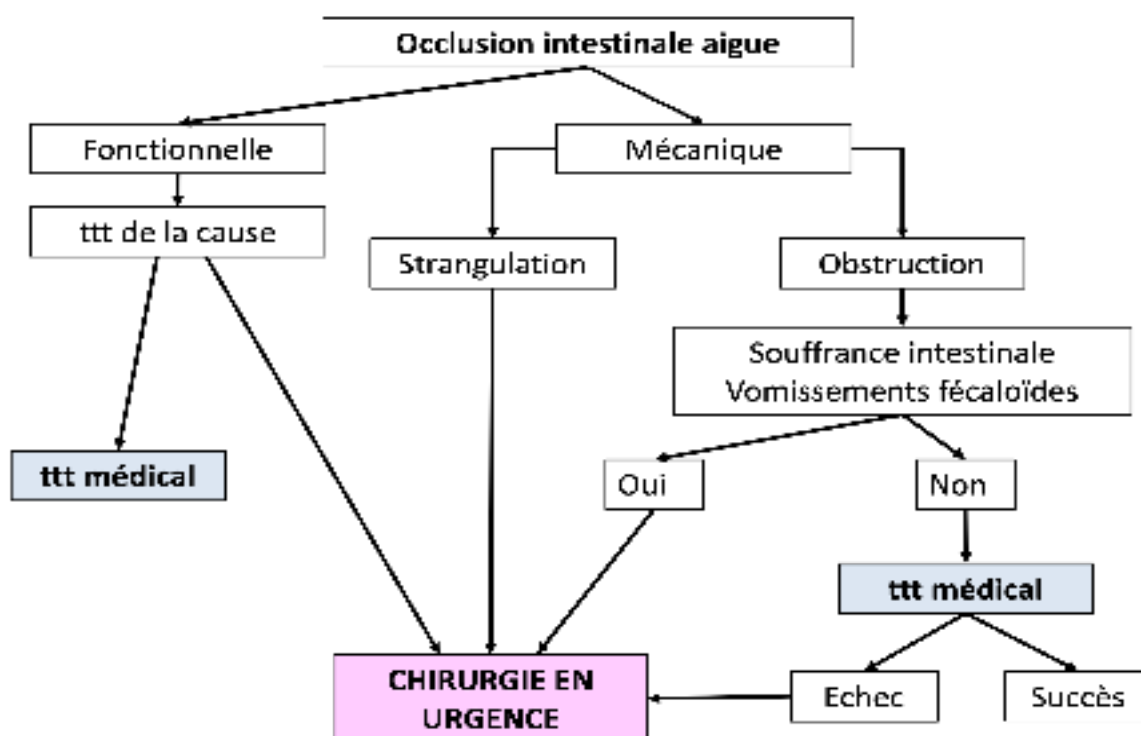 Occlusion intestinale aigue
Fonctionnelle
Mécanique
ttt de la cause
Strangulation
Obstruction
Souffrance intestinale
Vomissements fécaloïdes
ttt médical
Oui
Non
ttt médical
CHIRURGIE EN
URGENCE
Echec
Succès